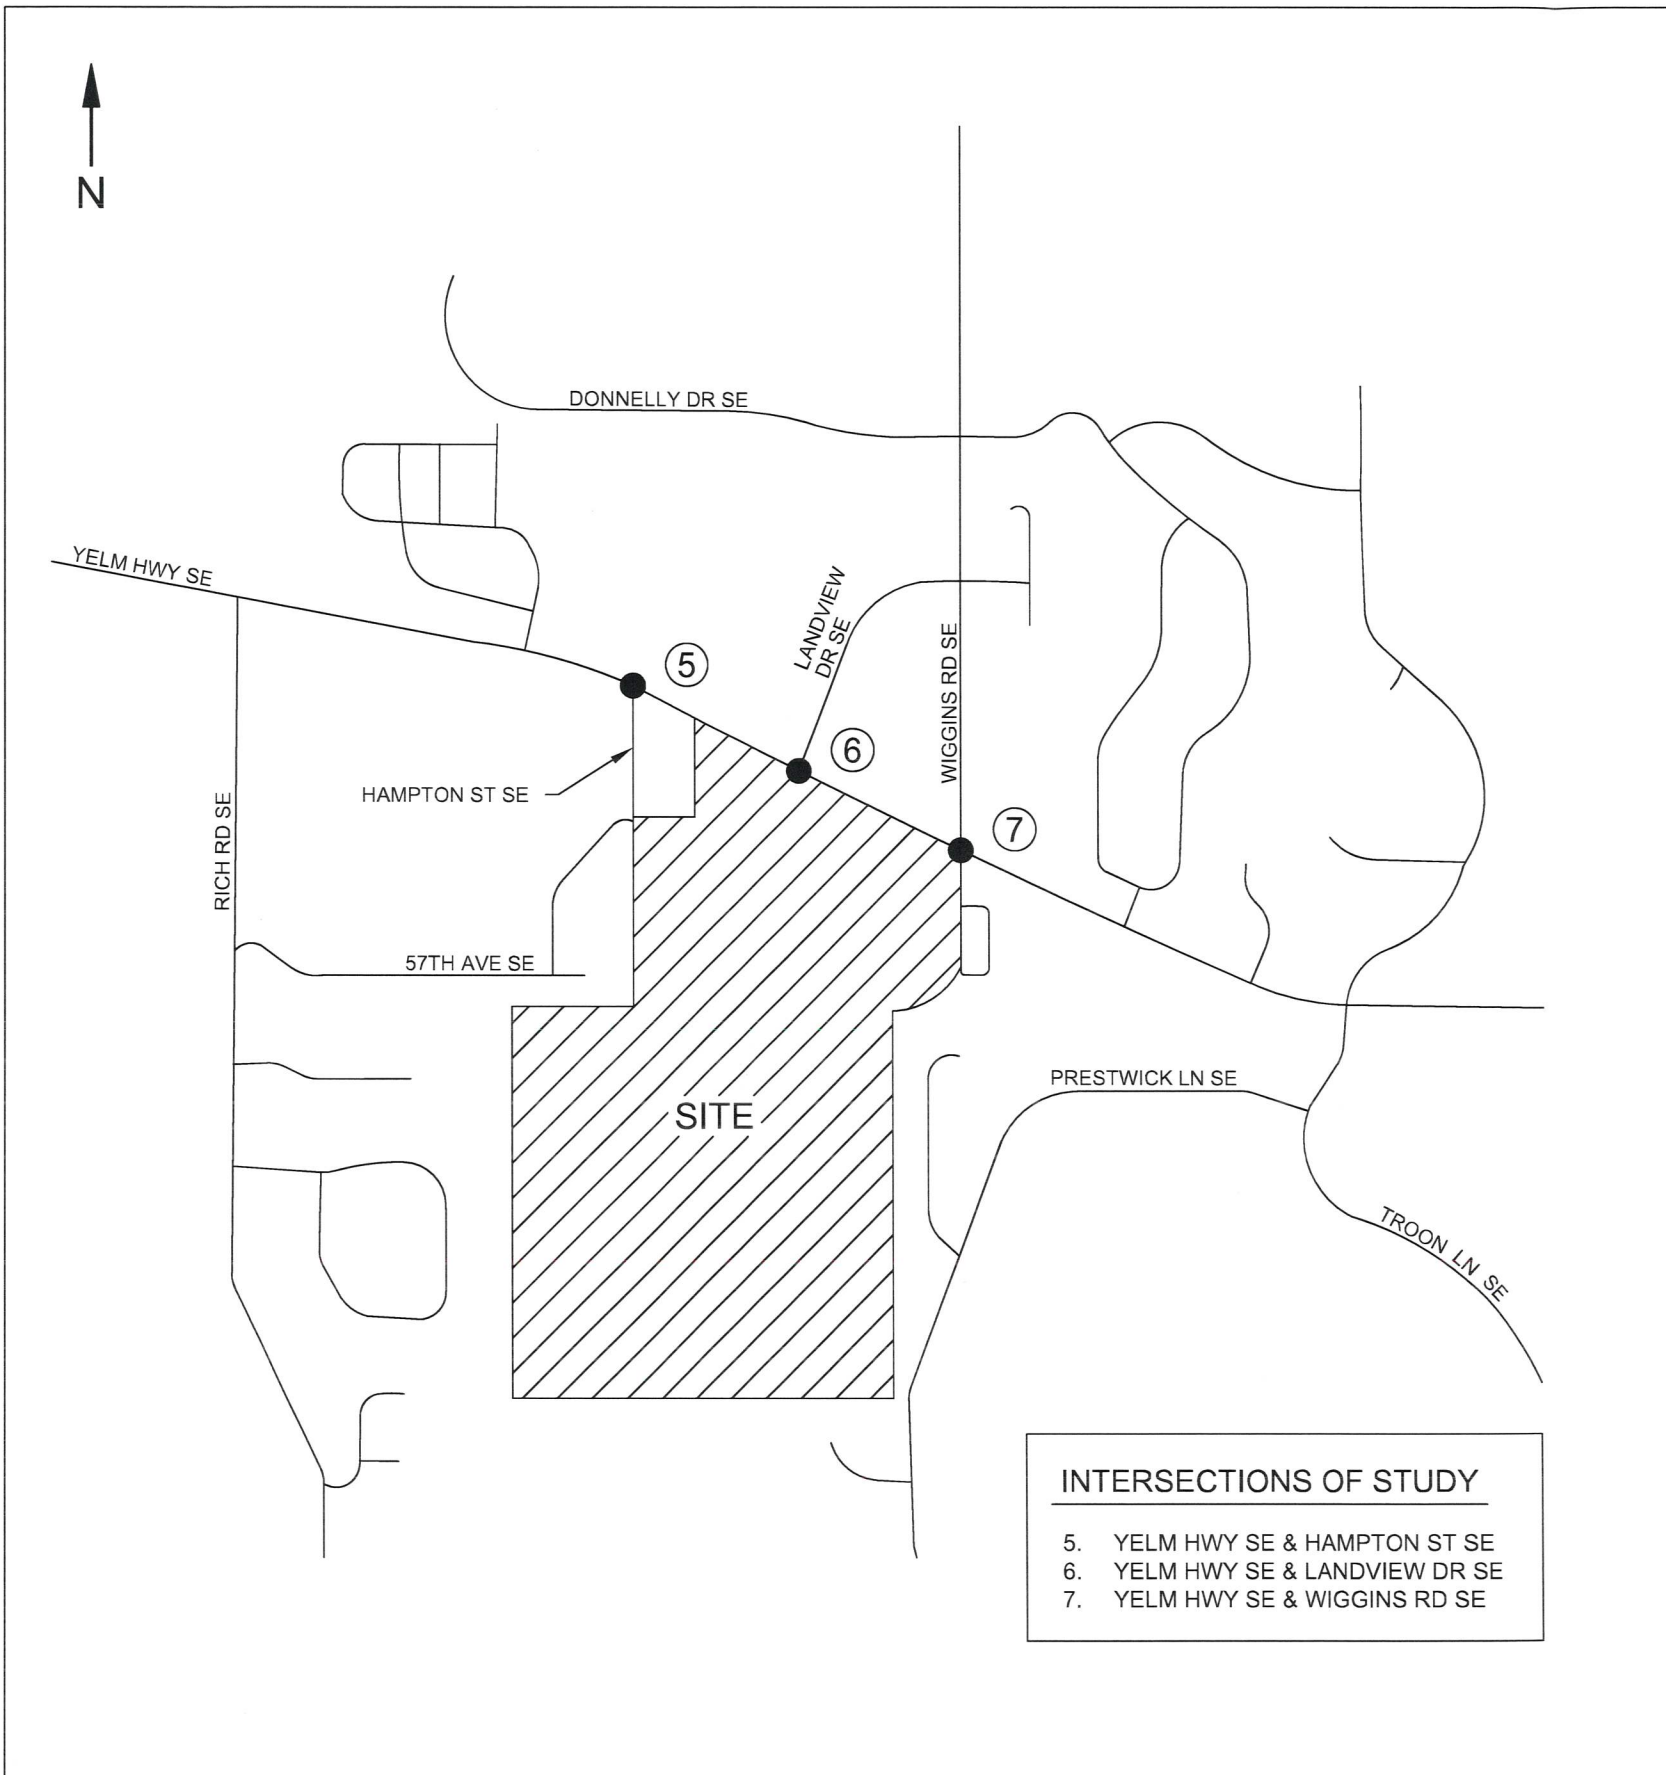 N
DONNELLY DR SE
YELM HWY SE
LANDVIEW
DR SE
WIGGINS RD SE
5
6
HAMPTON ST SE
7
RICH RD SE
57TH AVE SE
PRESTWICK LN SE
SITE
TROON LN SE
INTERSECTIONS OF STUDY
5. YELM HWY SE & HAMPTON ST SE
6. YELM HWY SE & LANDVIEW DR SE
7. YELM HWY SE & WIGGINS RD SE